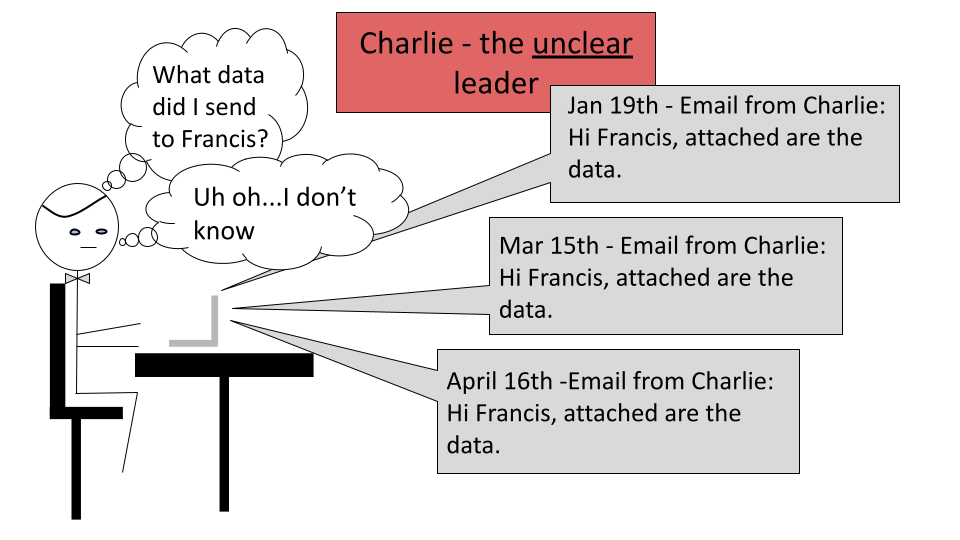 Charlie - the unclear
leader
What data
did I send
to Francis?
Uh oh...I don’t
know
Jan 19th - Email from Charlie:
Hi Francis, attached are the
data.
Mar 15th - Email from Charlie:
Hi Francis, attached are the
data.
April 16th -Email from Charlie:
Hi Francis, attached are the
data.